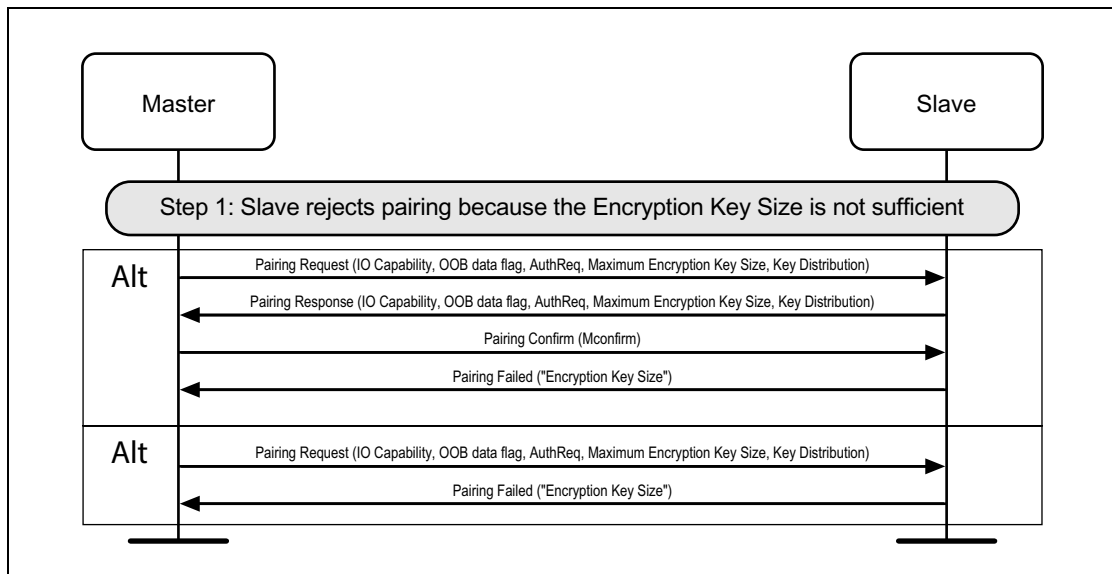 Master
Slave
Step 1: Slave rejects pairing because the Encryption Key Size is not sufficient
Alt
Pairing Request (IO Capability, OOB data flag, AuthReq, Maximum Encryption Key Size, Key Distribution)
Pairing Response (IO Capability, OOB data flag, AuthReq, Maximum Encryption Key Size, Key Distribution)
Pairing Confirm (Mconfirm)
Pairing Failed ("Encryption Key Size")
Alt
Pairing Request (IO Capability, OOB data flag, AuthReq, Maximum Encryption Key Size, Key Distribution)
Pairing Failed ("Encryption Key Size")